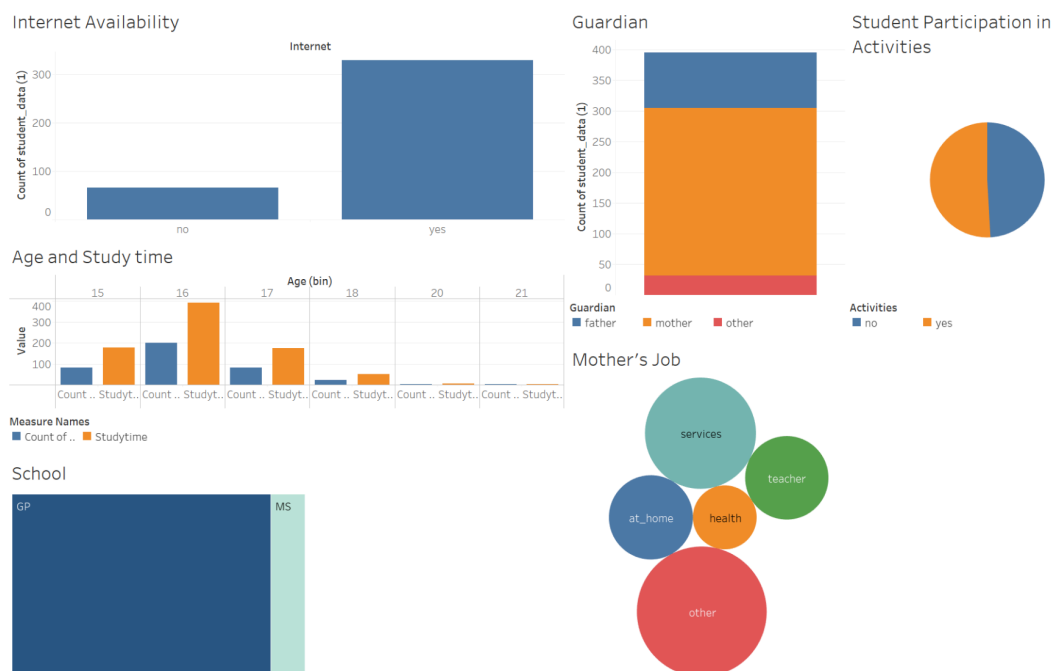 Internet Availability
Internet
Count of student_data (1)
300
200
100
0
no
yes
Age and Study time
Age (bin)
15
16
17
18
20
21
Value
400
300
200
100
Count ..
Studyt..
Count ..
Studyt..
Count ..
Studyt..
Count ..
Studyt..
Count ..
Studyt..
Count ..
Studyt..
Measure Names
Count of ..
Studytime
School
GP
MS
Guardian
Count of student_data (1)
400
350
300
250
200
150
100
50
0
Guardian
father
mother
other
Student Participation in
Activities
Activities
no
yes
Mother's Job
services
teacher
at_home
health
other